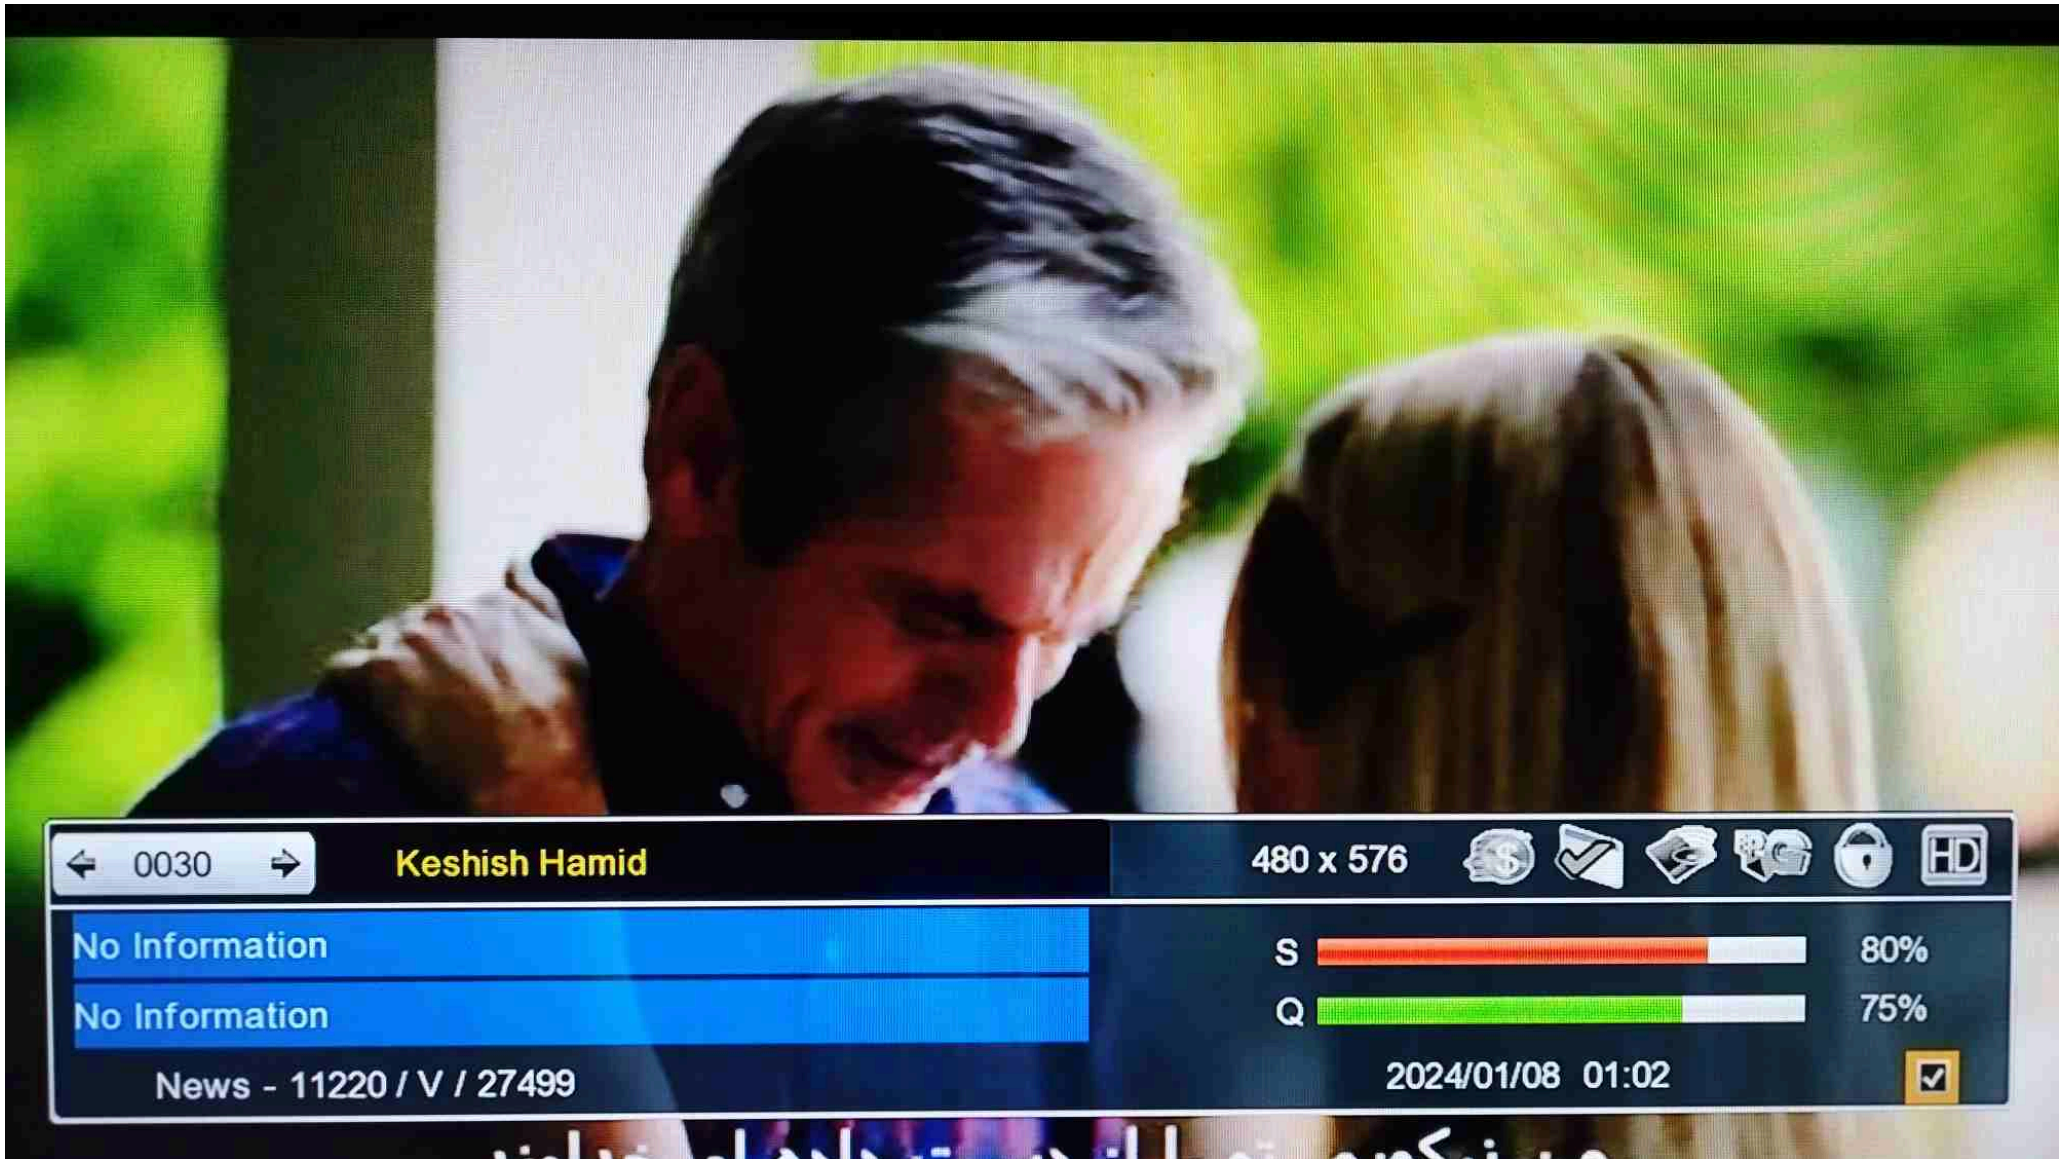 0030
Keshish Hamid
480 x 576
HD
No Information
No Information
S 80%
Q 75%
News - 11220 / V / 27499
2024/01/08 01:02